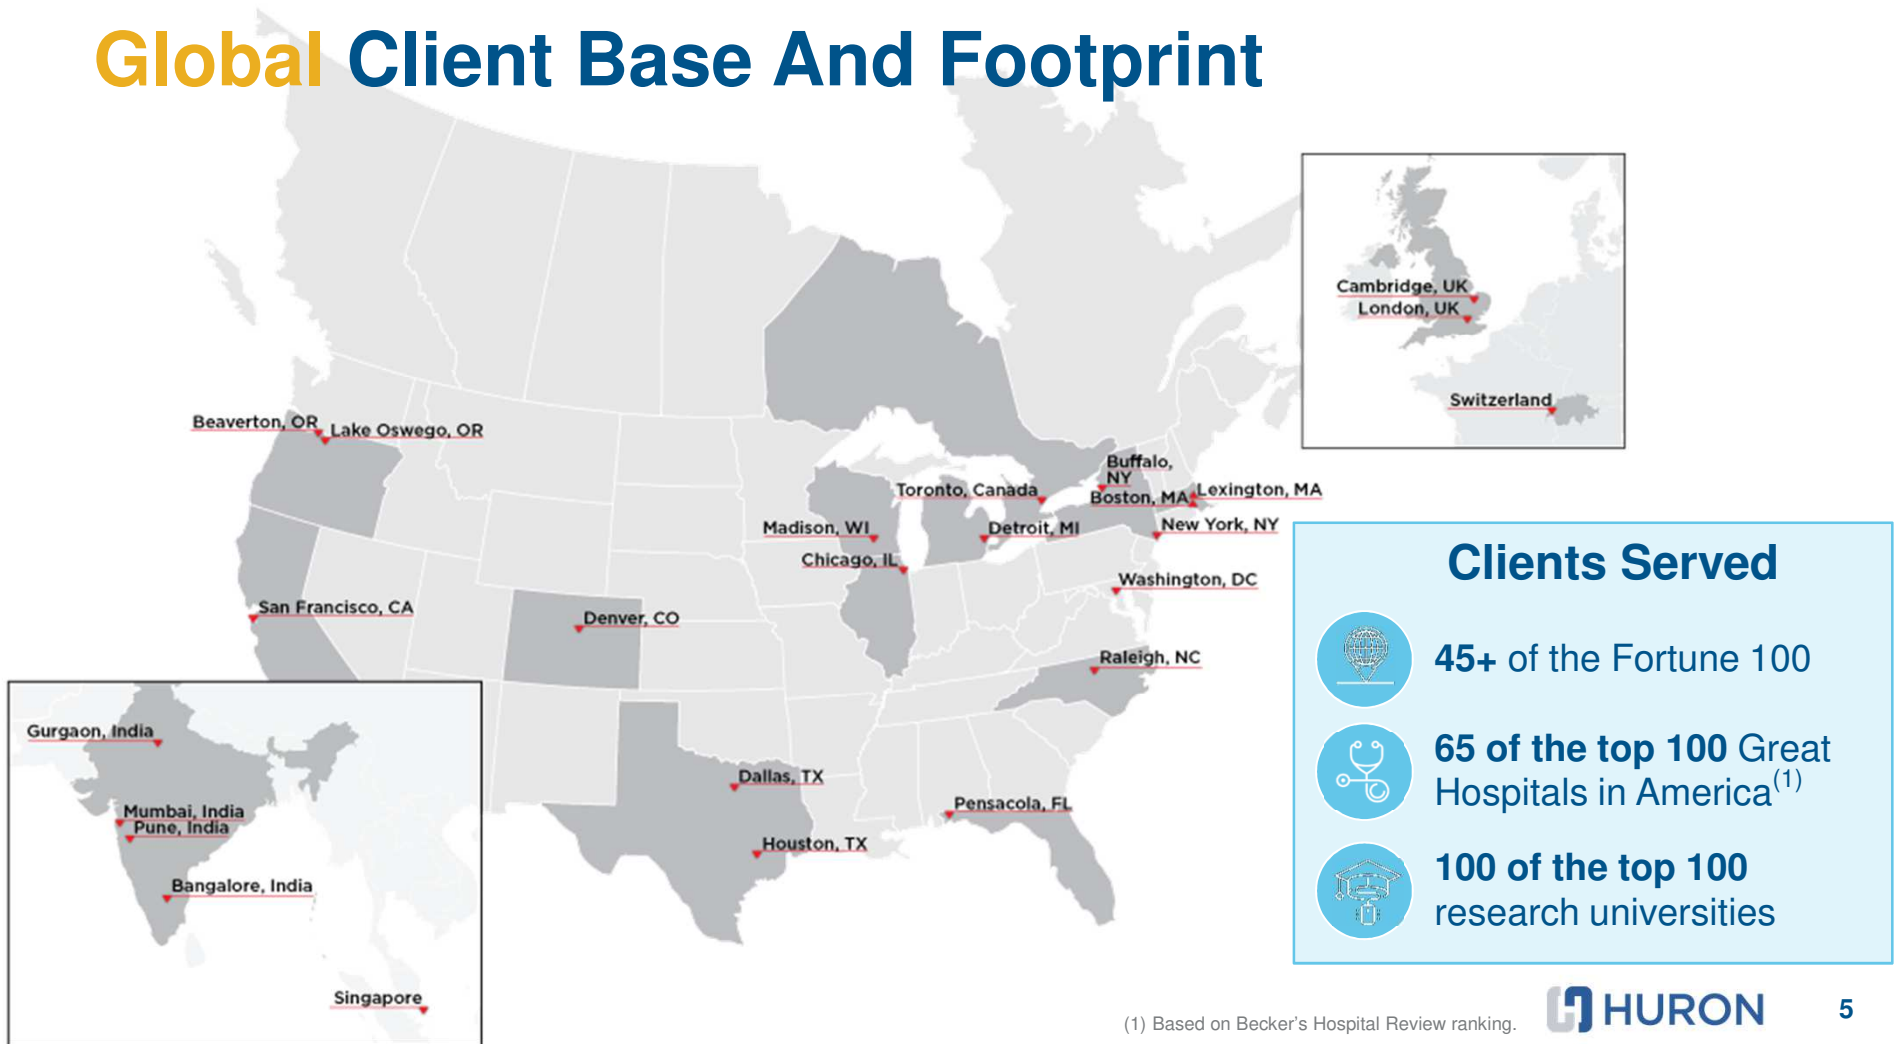 Global Client Base And Footprint
Cambridge, UK
London, UK
Switzerland
Beaverton, OR
Lake Oswego, OR
Buffalo,
NY
Toronto, Canada
Boston, MA
Lexington, MA
Madison, WI
Detroit, MI
New York, NY
Chicago, IL
Washington, DC
San Francisco, CA
Denver, CO
Raleigh, NC
Gurgaon, India
Mumbai, India
Pune, India
Bangalore, India
Singapore
Dallas, TX
Pensacola, FL
Houston, TX
Clients Served
45+ of the Fortune 100
65 of the top 100 Great
Hospitals in America(1)
100 of the top 100
research universities
(1) Based on Becker's Hospital Review ranking.
HURON
5